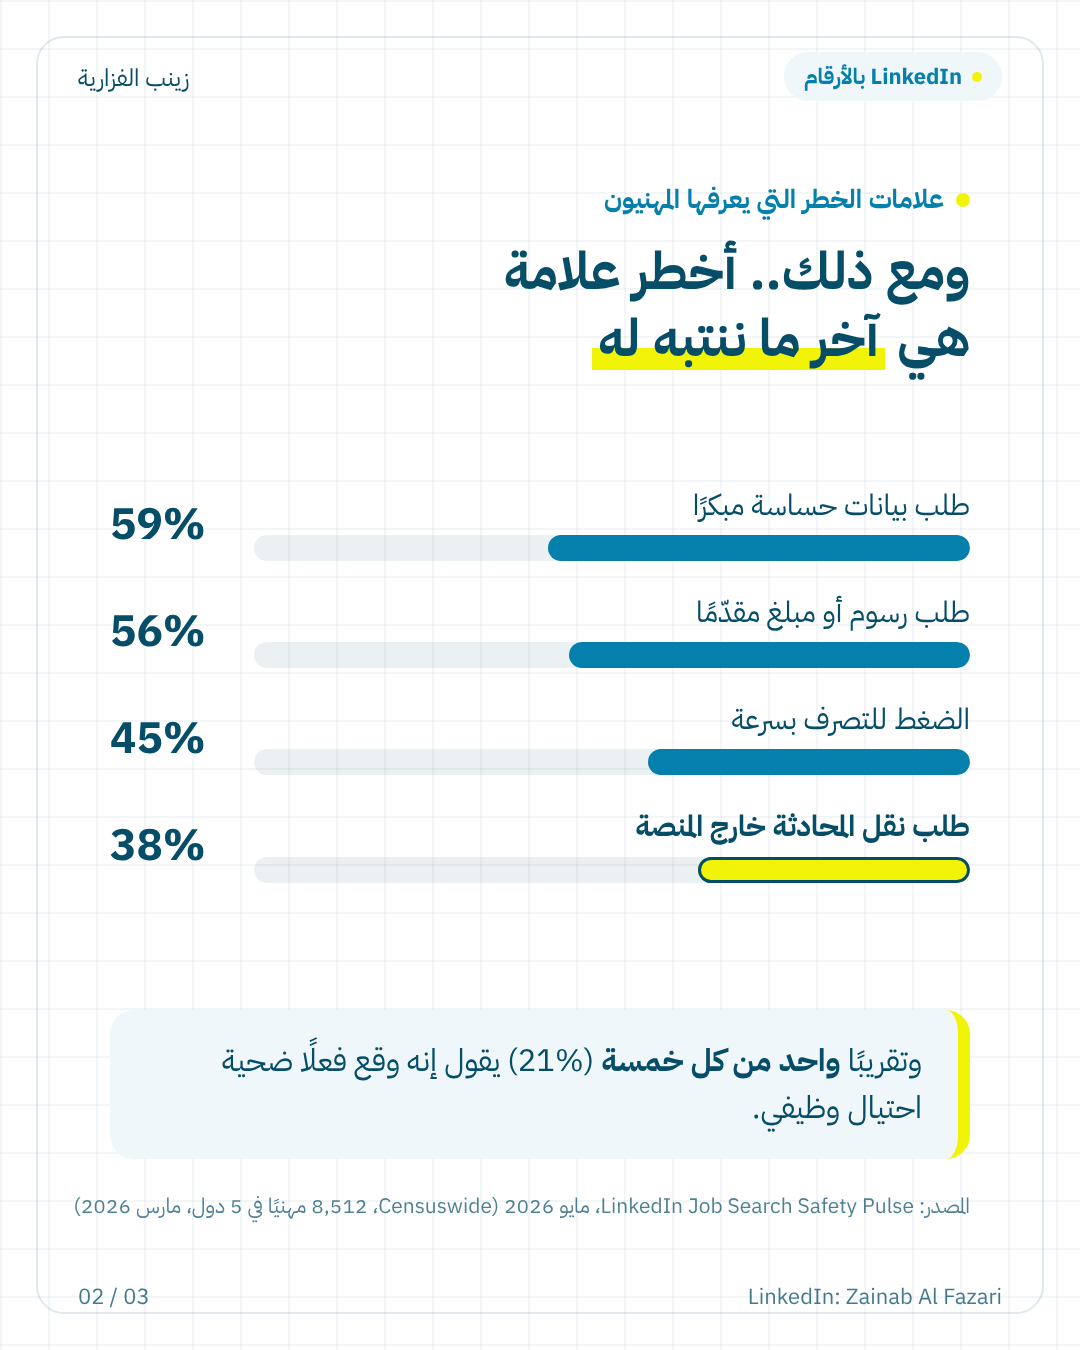 LinkedIn بالأرقام
زينب الفزارية
علامات الخطر التي يعرفها المهنيون
ومع ذلك.. أخطر علامة
هي آخر ما ننتبه له
طلب بيانات حساسة مبكرًا
59%
طلب رسوم أو مبلغ مقدّمًا
56%
الضغط للتصرف بسرعة
45%
طلب نقل المحادثة خارج المنصة
38%
وتقريبًا واحد من كل خمسة (21%) يقول إنه وقع فعلًا ضحية
احتيال وظيفي.
المصدر: LinkedIn Job Search Safety Pulse، مايو 2026 (Censuswide، 8,512 مهنيًا في 5 دول، مارس 2026)
LinkedIn: Zainab Al Fazari
02 / 03